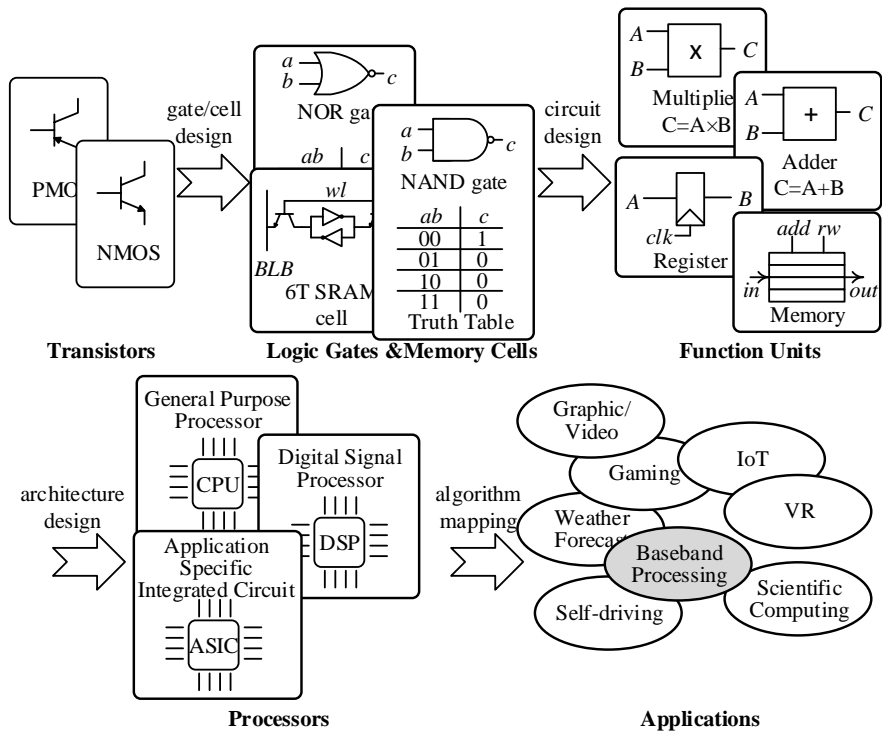 PMO
NMOS
Transistors
gate/cell
design
a
b
c
NOR ga
ab c
wl
BLB
6T SRAM
cell
a
b
c
NAND gate
ab c
00 1
01 0
10 0
11 0
Truth Table
Logic Gates &Memory Cells
circuit
design
A
B
x
C
Multiplie
C=A×B
A
B
+
C
Adder
C=A+B
A
B
clk
Register
add rw
in
out
Memory
Function Units
architecture
design
General Purpose
Processor
CPU
Digital Signal
Processor
DSP
Application
Specific
Integrated Circuit
ASIC
Processors
algorithm
mapping
Graphic/
Video
Gaming
IoT
VR
Weather
Forecast
Baseband
Processing
Self-driving
Scientific
Computing
Applications